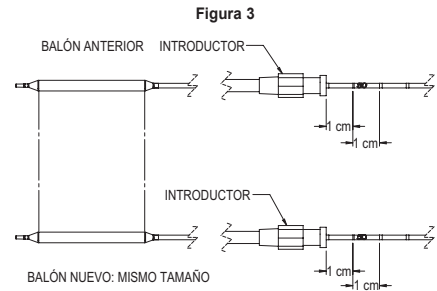 Figura 3
BALÓN ANTERIOR INTRODUCTOR
1 cm
1 cm
INTRODUCTOR
1 cm
BALÓN NUEVO: MISMO TAMAÑO
1 cm